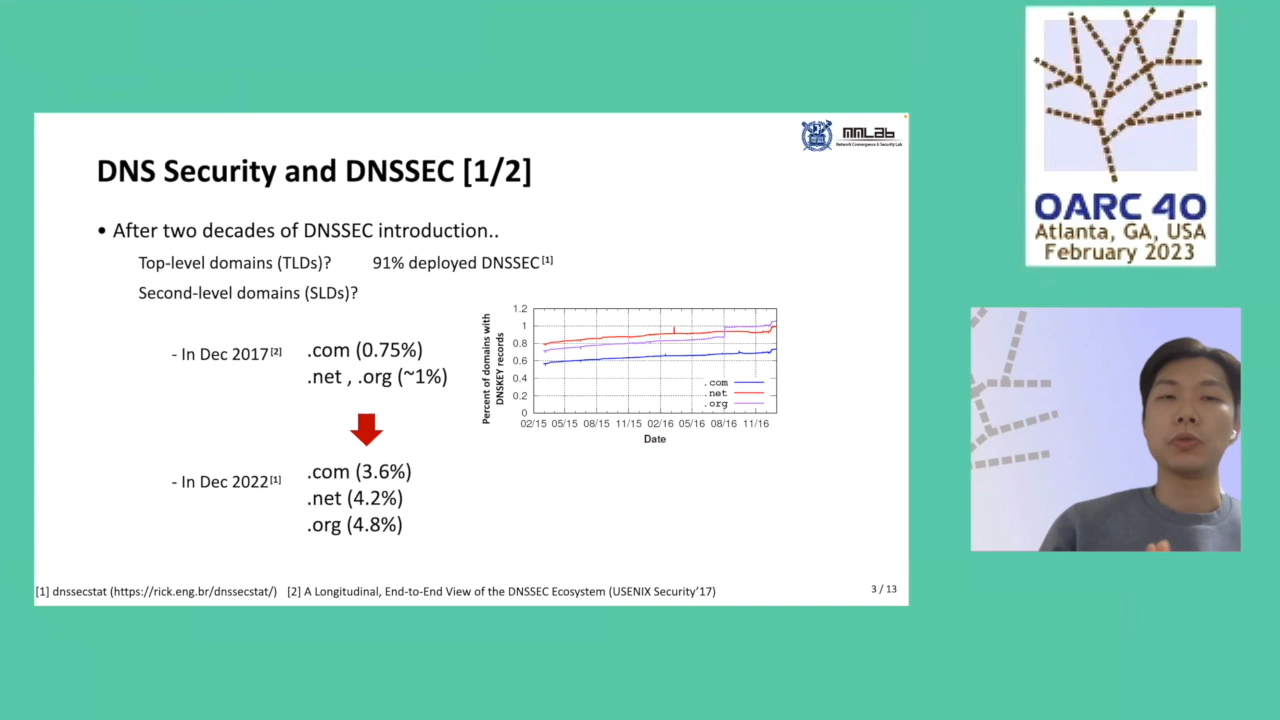 MMLab
Network Convergence & Security Lab
DNS Security and DNSSEC [1/2]
• After two decades of DNSSEC introduction..
Top-level domains (TLDs)? 91% deployed DNSSEC[1]
Second-level domains (SLDs)?
- In Dec 2017[2]
.com (0.75%)
.net , .org (~1%)
- In Dec 2022[1]
.com (3.6%)
.net (4.2%)
.org (4.8%)
Percent of domains with
DNSKEY records
1.2
1
0.8
0.6
0.4
0.2
0
.com
.net
.org
02/15 05/15 08/15 11/15 02/16 05/16 08/16 11/16
Date
[1] dnssecstat (https://rick.eng.br/dnssecstat/) [2] A Longitudinal, End-to-End View of the DNSSEC Ecosystem (USENIX Security'17)
3 / 13
OARC 40
Atlanta, GA, USA
February 2023